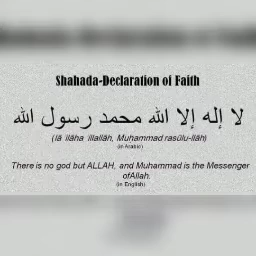 Shahada-Declaration of Faith
لا إله إلا الله محمد رسول الله
(lā ʾilāha ʾillallāh, Muhammad rasūlu-llāh)
(in Arabic)
There is no god but ALLAH, and Muhammad is the Messenger
ofAllah.
(in English)